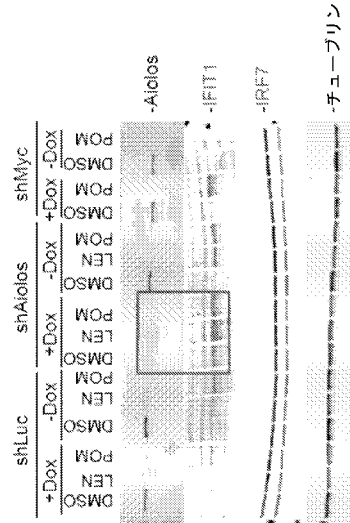 shLuc shAiolos shMyc
+Dox -Dox +Dox -Dox +Dox -Dox
DMSO LEN POM DMSO LEN POM DMSO LEN POM DMSO LEN POM DMSO POM DMSO POM
-Aiolos
-IFIT1
-IRF7
-チューブリン